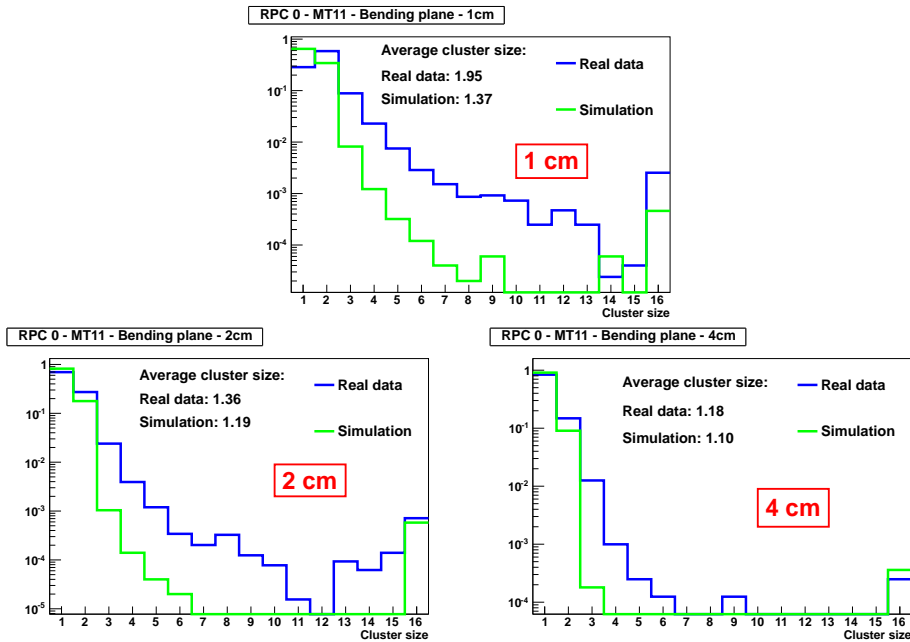 RPC 0 - MT11 - Bending plane - 1cm
1
Average cluster size:
Real data
Real data: 1.95
10-1
Simulation: 1.37
Simulation
10-2
1 cm
10-3
10-4
1 2 3 4 5 6 7 8 9 10 11 12 13 14 15 16
Cluster size
RPC 0 - MT11 - Bending plane - 2cm
1
Average cluster size:
Real data
Real data: 1.36
10-1
Simulation: 1.19
Simulation
10-2
2 cm
10-3
10-4
10-5
1 2 3 4 5 6 7 8 9 10 11 12 13 14 15 16
Cluster size
RPC 0 - MT11 - Bending plane - 4cm
1
Average cluster size:
Real data
Real data: 1.18
10-1
Simulation: 1.10
Simulation
10-2
4 cm
10-3
10-4
1 2 3 4 5 6 7 8 9 10 11 12 13 14 15 16
Cluster size